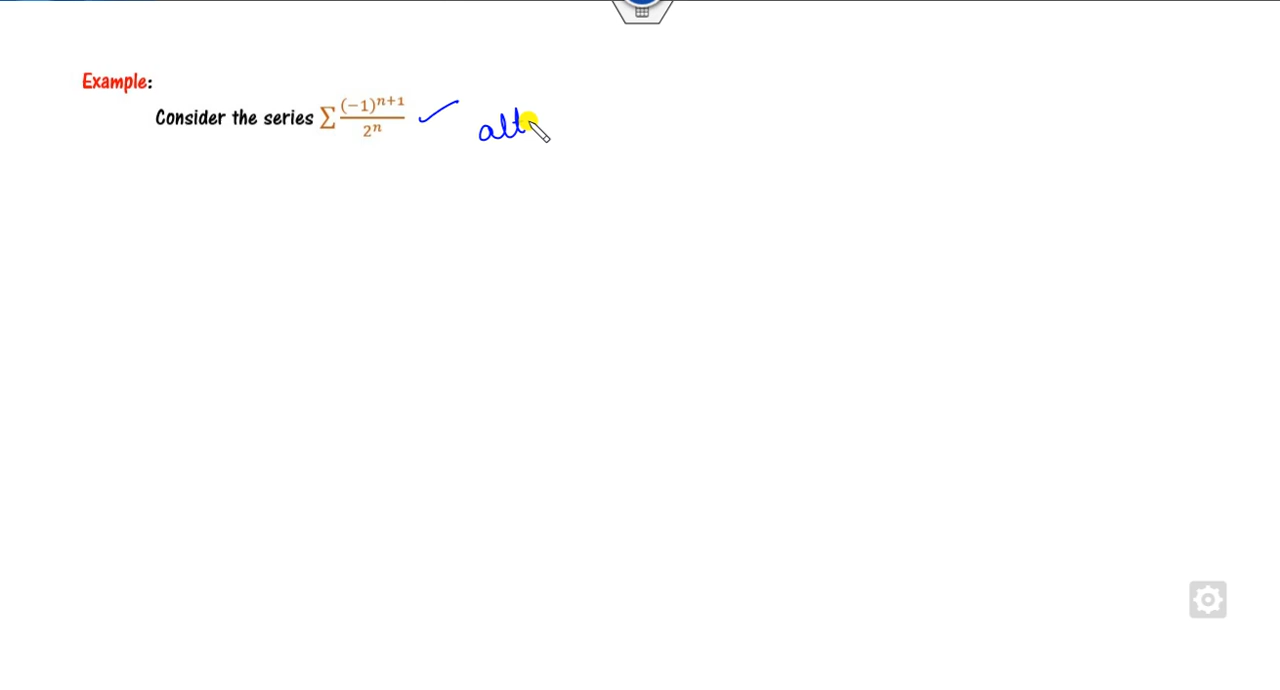 Example:
Consider the series ∑ (-1)^{n+1} / 2^n ✓ alt